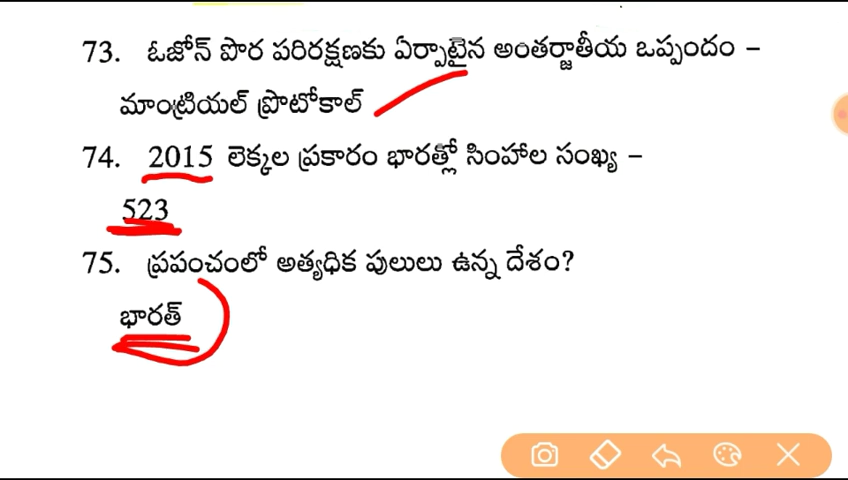 73. ఓజోన్ పొర పరిరక్షణకు ఏర్పాటైన అంతర్జాతీయ ఒప్పందం –
మాంట్రియల్ ప్రొటోకాల్
74. 2015 లెక్కల ప్రకారం భారత్లో సింహాల సంఖ్య –
523
75. ప్రపంచంలో అత్యధిక పులులు ఉన్న దేశం?
భారత్